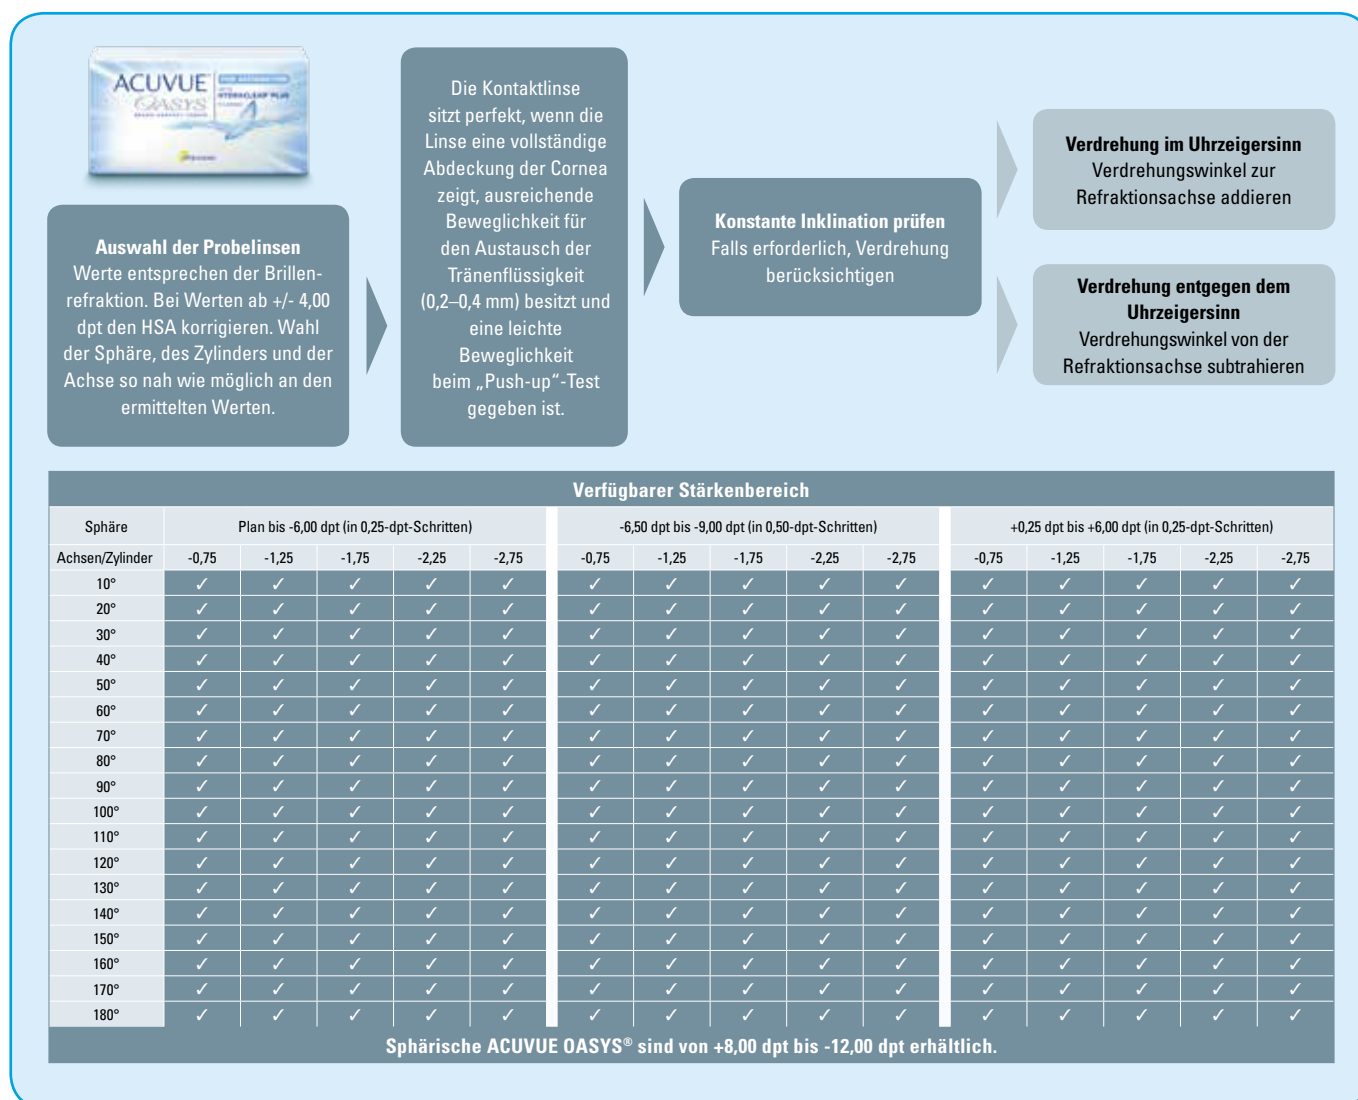 ACUVUE
OASYS
HYDRACLEAR PLUS
Auswahl der Probelinsen
Werte entsprechen der Brillen-
refraktion. Bei Werten ab +/- 4,00
dpt den HSA korrigieren. Wahl
der Sphäre, des Zylinders und der
Achse so nah wie möglich an den
ermittelten Werten.
Die Kontaktlinse
sitzt perfekt, wenn die
Linse eine vollständige
Abdeckung der Cornea
zeigt, ausreichende
Beweglichkeit für
den Austausch der
Tränenflüssigkeit
(0,2–0,4 mm) besitzt und
eine leichte
Beweglichkeit
beim „Push-up“-Test
gegeben ist.
Konstante Inklination prüfen
Falls erforderlich, Verdrehung
berücksichtigen
Verdrehung im Uhrzeigersinn
Verdrehungswinkel zur
Refraktionsachse addieren
Verdrehung entgegen dem
Uhrzeigersinn
Verdrehungswinkel von der
Refraktionsachse subtrahieren
Verfügbarer Stärkenbereich
Sphäre Plan bis -6,00 dpt (in 0,25-dpt-Schritten) -6,50 dpt bis -9,00 dpt (in 0,50-dpt-Schritten) +0,25 dpt bis +6,00 dpt (in 0,25-dpt-Schritten)
Achsen/Zylinder -0,75 -1,25 -1,75 -2,25 -2,75 -0,75 -1,25 -1,75 -2,25 -2,75 -0,75 -1,25 -1,75 -2,25 -2,75
10° ✓ ✓ ✓ ✓ ✓ ✓ ✓ ✓ ✓ ✓ ✓ ✓ ✓ ✓ ✓
20° ✓ ✓ ✓ ✓ ✓ ✓ ✓ ✓ ✓ ✓ ✓ ✓ ✓ ✓ ✓
30° ✓ ✓ ✓ ✓ ✓ ✓ ✓ ✓ ✓ ✓ ✓ ✓ ✓ ✓ ✓
40° ✓ ✓ ✓ ✓ ✓ ✓ ✓ ✓ ✓ ✓ ✓ ✓ ✓ ✓ ✓
50° ✓ ✓ ✓ ✓ ✓ ✓ ✓ ✓ ✓ ✓ ✓ ✓ ✓ ✓ ✓
60° ✓ ✓ ✓ ✓ ✓ ✓ ✓ ✓ ✓ ✓ ✓ ✓ ✓ ✓ ✓
70° ✓ ✓ ✓ ✓ ✓ ✓ ✓ ✓ ✓ ✓ ✓ ✓ ✓ ✓ ✓
80° ✓ ✓ ✓ ✓ ✓ ✓ ✓ ✓ ✓ ✓ ✓ ✓ ✓ ✓ ✓
90° ✓ ✓ ✓ ✓ ✓ ✓ ✓ ✓ ✓ ✓ ✓ ✓ ✓ ✓ ✓
100° ✓ ✓ ✓ ✓ ✓ ✓ ✓ ✓ ✓ ✓ ✓ ✓ ✓ ✓ ✓
110° ✓ ✓ ✓ ✓ ✓ ✓ ✓ ✓ ✓ ✓ ✓ ✓ ✓ ✓ ✓
120° ✓ ✓ ✓ ✓ ✓ ✓ ✓ ✓ ✓ ✓ ✓ ✓ ✓ ✓ ✓
130° ✓ ✓ ✓ ✓ ✓ ✓ ✓ ✓ ✓ ✓ ✓ ✓ ✓ ✓ ✓
140° ✓ ✓ ✓ ✓ ✓ ✓ ✓ ✓ ✓ ✓ ✓ ✓ ✓ ✓ ✓
150° ✓ ✓ ✓ ✓ ✓ ✓ ✓ ✓ ✓ ✓ ✓ ✓ ✓ ✓ ✓
160° ✓ ✓ ✓ ✓ ✓ ✓ ✓ ✓ ✓ ✓ ✓ ✓ ✓ ✓ ✓
170° ✓ ✓ ✓ ✓ ✓ ✓ ✓ ✓ ✓ ✓ ✓ ✓ ✓ ✓ ✓
180° ✓ ✓ ✓ ✓ ✓ ✓ ✓ ✓ ✓ ✓ ✓ ✓ ✓ ✓ ✓
Sphärische ACUVUE OASYS® sind von +8,00 dpt bis -12,00 dpt erhältlich.